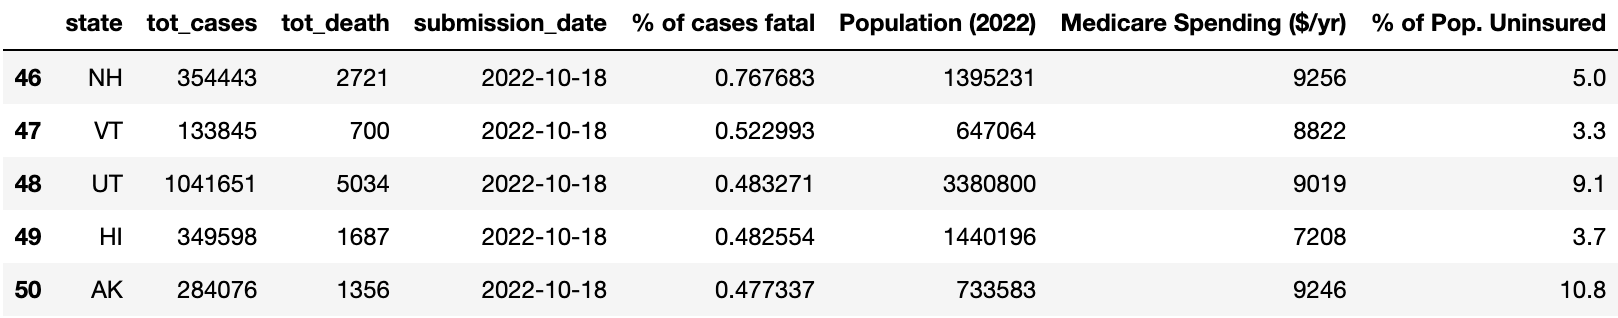 state tot_cases tot_death submission_date % of cases fatal Population (2022) Medicare Spending ($/yr) % of Pop. Uninsured
46 NH 354443 2721 2022-10-18 0.767683 1395231 9256 5.0
47 VT 133845 700 2022-10-18 0.522993 647064 8822 3.3
48 UT 1041651 5034 2022-10-18 0.483271 3380800 9019 9.1
49 HI 349598 1687 2022-10-18 0.482554 1440196 7208 3.7
50 AK 284076 1356 2022-10-18 0.477337 733583 9246 10.8